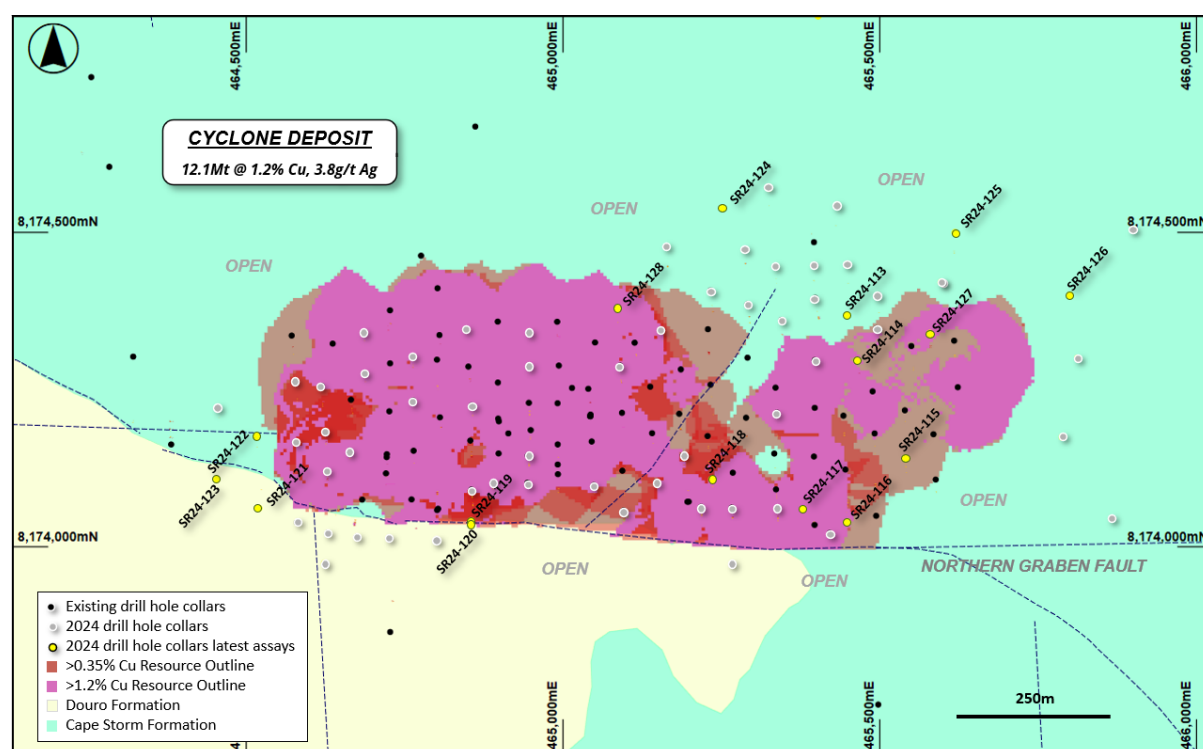 464,500mE
465,000mE
465,500mE
466,000mE
CYCLONE DEPOSIT
12.1Mt @ 1.2% Cu, 3.8g/t Ag
SR24-124
OPEN
OPEN
SR24-125
8,174,500mN
8,174,500mN
OPEN
SR24-126
SR24-128
SR24-113
SR24-127
SR24-114
SR24-115
SR24-118
SR24-122
SR24-121
SR24-123
SR24-119
SR24-117
SR24-116
OPEN
SR24-120
8,174,000mN
8,174,000mN
OPEN
OPEN
NORTHERN GRABEN FAULT
Existing drill hole collars
2024 drill hole collars
2024 drill hole collars latest assays
>0.35% Cu Resource Outline
>1.2% Cu Resource Outline
Douro Formation
Cape Storm Formation
250m
465,000mE
465,500mE
466,000mE